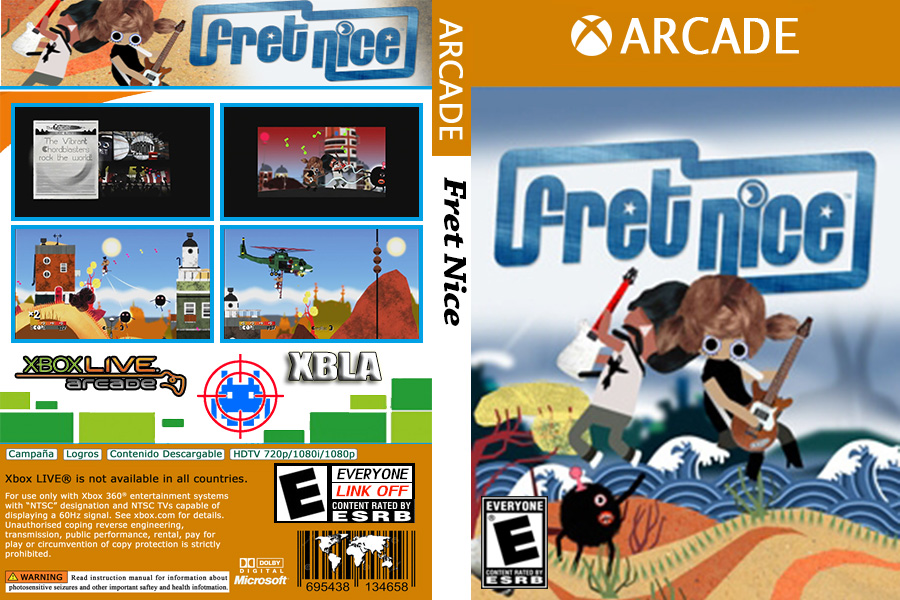 fret nice
The Vibrant
Chordblasters
rock the world!
x2
XBOX LIVE
arcade
XBLA
Campaña
Logros
Contenido Descargable
HDTV 720p/1080i/1080p
Xbox LIVE® is not available in all countries.
For use only with Xbox 360® entertainment systems
with "NTSC" designation and NTSC TVs capable of
displaying a 60Hz signal. See xbox.com for details.
Unauthorised coping reverse engineering,
transmission, public performance, rental, pay for
play or circumvention of copy protection is strictly
prohibited.
WARNING Read instruction manual for information about
photosensitive seizures and other important saftey and health infotmation.
E
EVERYONE
LINK OFF
CONTENT RATED BY
ESRB
DOLBY
DIGITAL
Microsoft®
695438 134658
ARCADE
Fret Nice
ARCADE
fret nice™
EVERYONE
E
CONTENT RATED BY
ESRB